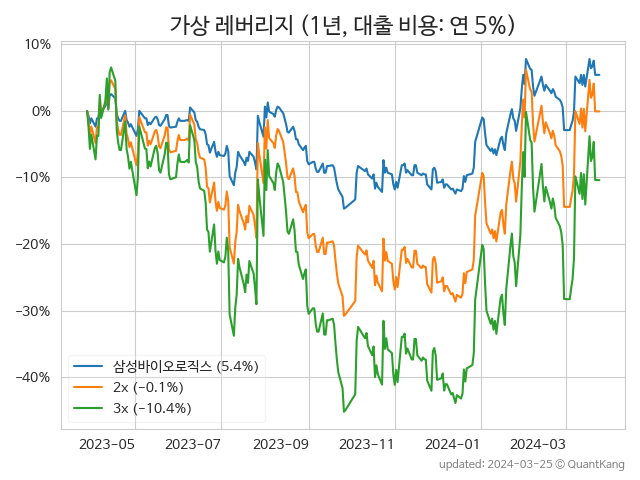 가상 레버리지 (1년, 대출 비용: 연 5%)
10%
0%
−10%
−20%
−30%
−40%
삼성바이오로직스 (5.4%)
2x (−0.1%)
3x (−10.4%)
2023−05 2023−07 2023−09 2023−11 2024−01 2024−03
updated: 2024-03-25 © QuantKang